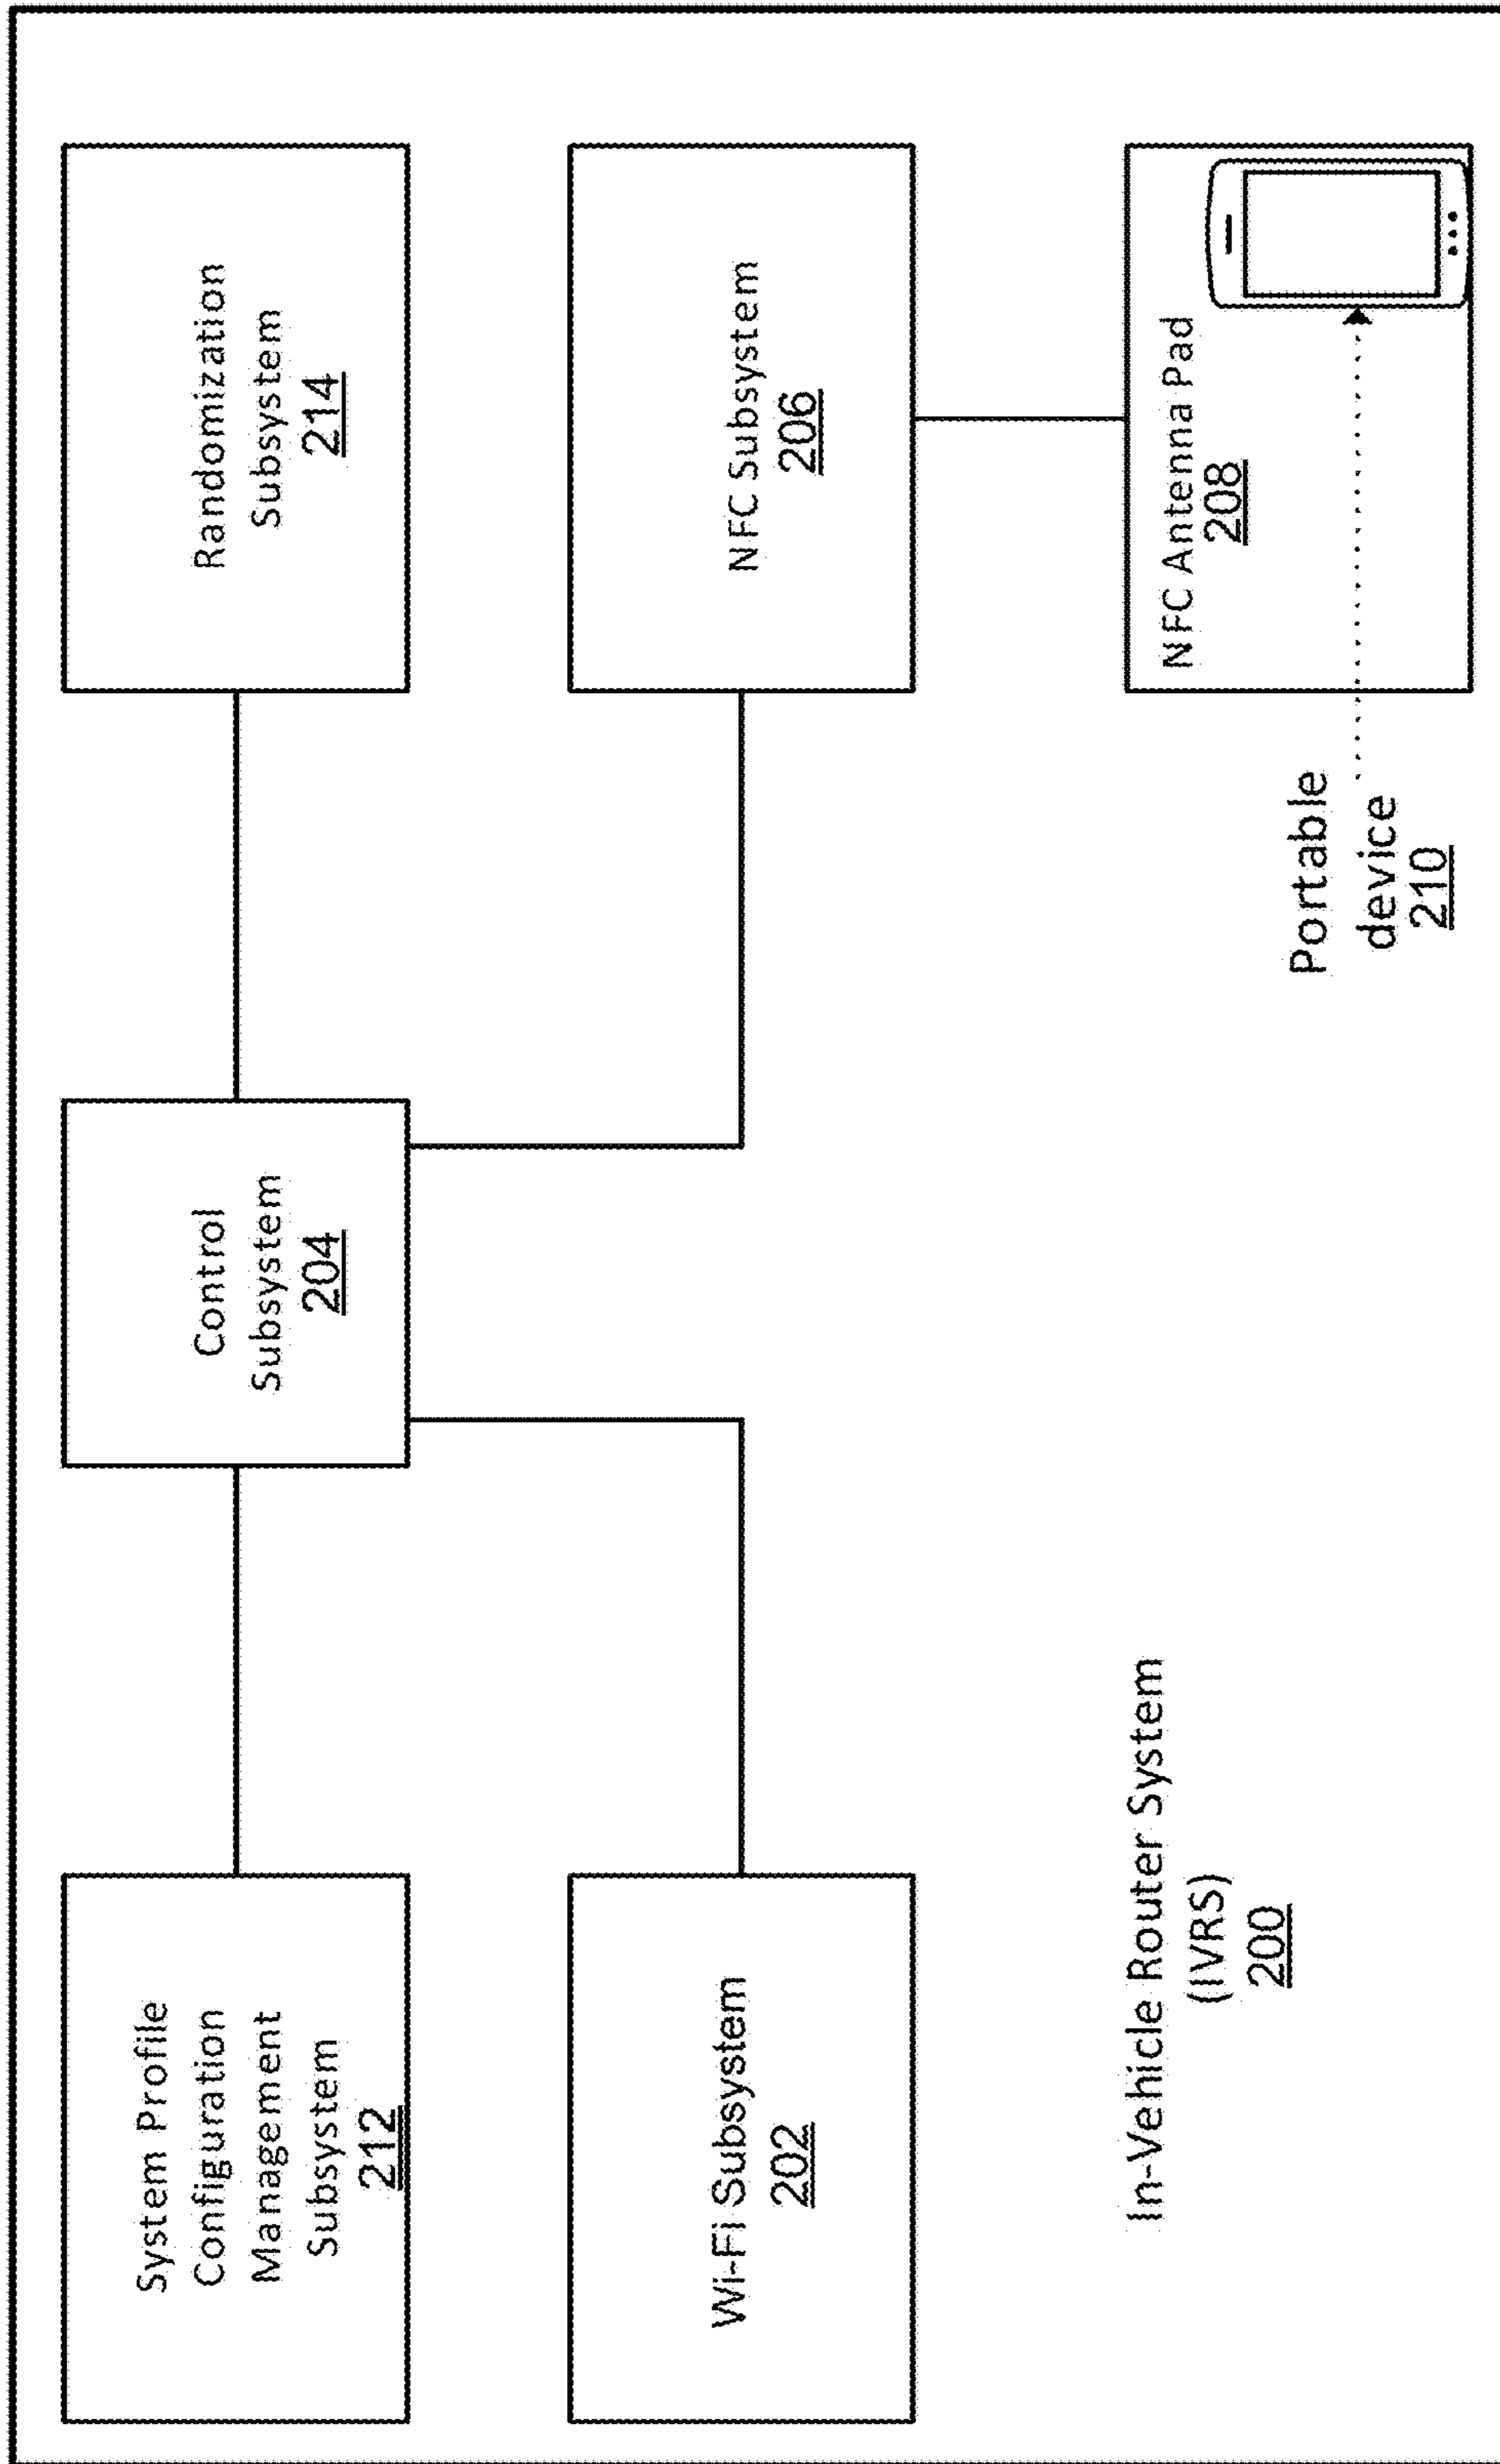 System Profile
Configuration
Management
Subsystem
212
Control
Subsystem
204
Randomization
Subsystem
214
Wi-Fi Subsystem
202
NFC Subsystem
206
In-Vehicle Router System
(IVRS)
200
NFC Antenna Pad
208
Portable
device
210